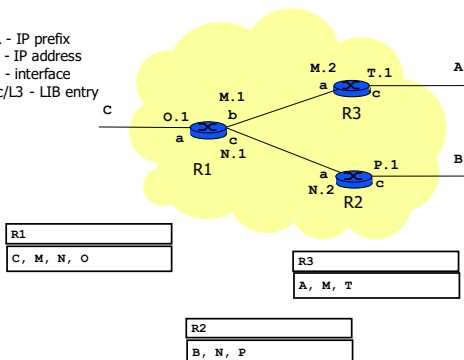 - IP prefix
- IP address
- interface
c/L3 - LIB entry
C
O.1
a
R1
M.1
b
c
N.1
M.2
T.1
a
c
R3
A
P.1
a
c
N.2
R2
B
R1
C, M, N, O
R3
A, M, T
R2
B, N, P